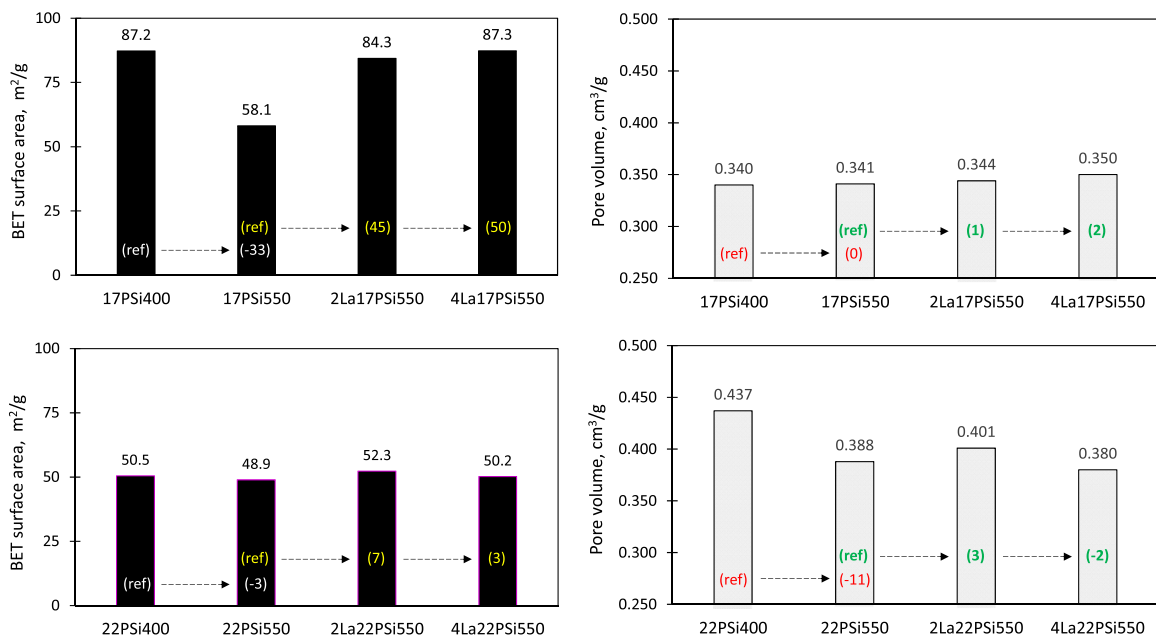 BET surface area, m²/g
100
75
50
25
0
87.2
58.1
84.3
87.3
(ref)
(45)
(50)
(ref)
(-33)
17PSi400
17PSi550
2La17PSi550
4La17PSi550
Pore volume, cm³/g
0.500
0.450
0.400
0.350
0.300
0.250
0.340
0.341
0.344
0.350
(ref)
(1)
(2)
(ref)
(0)
17PSi400
17PSi550
2La17PSi550
4La17PSi550
BET surface area, m²/g
100
75
50
25
0
50.5
48.9
52.3
50.2
(ref)
(7)
(3)
(ref)
(-3)
22PSi400
22PSi550
2La22PSi550
4La22PSi550
Pore volume, cm³/g
0.500
0.450
0.400
0.350
0.300
0.250
0.437
0.388
0.401
0.380
(ref)
(3)
(-2)
(ref)
(-11)
22PSi400
22PSi550
2La22PSi550
4La22PSi550